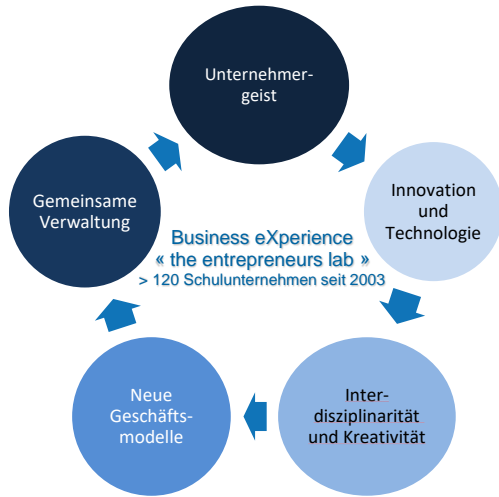 Unternehmer-
geist
Innovation
und
Technologie
Inter-
disziplinarität
und Kreativität
Neue
Geschäfts-
modelle
Gemeinsame
Verwaltung
Business eXperience
« the entrepreneurs lab »
> 120 Schulunternehmen seit 2003